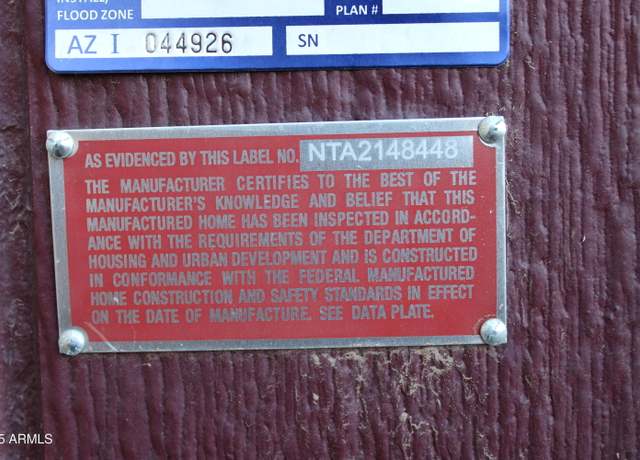 INSTALL/
FLOOD ZONE PLAN #
AZ I 044926 SN
AS EVIDENCED BY THIS LABEL NO. NTA2148448
THE MANUFACTURER CERTIFIES TO THE BEST OF THE
MANUFACTURER'S KNOWLEDGE AND BELIEF THAT THIS
MANUFACTURED HOME HAS BEEN INSPECTED IN ACCORD-
ANCE WITH THE REQUIREMENTS OF THE DEPARTMENT OF
HOUSING AND URBAN DEVELOPMENT AND IS CONSTRUCTED
IN CONFORMANCE WITH THE FEDERAL MANUFACTURED
HOME CONSTRUCTION AND SAFETY STANDARDS IN EFFECT
ON THE DATE OF MANUFACTURE. SEE DATA PLATE.
5 ARMLS